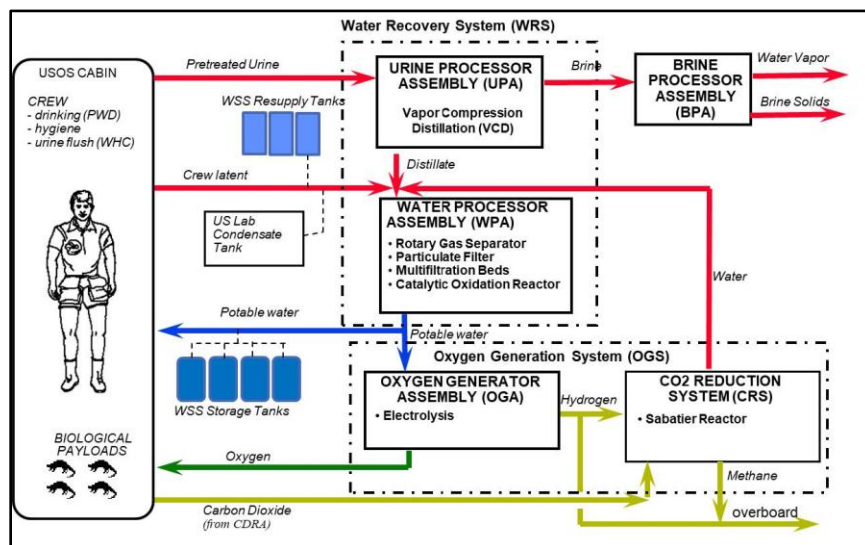 Water Recovery System (WRS)
USOS CABIN
CREW
- drinking (PWD)
- hygiene
- urine flush (WHC)
BIOLOGICAL
PAYLOADS
Pretreated Urine
WSS Resupply Tanks
Crew latent
US Lab
Condensate
Tank
URINE PROCESSOR
ASSEMBLY (UPA)
Vapor Compression
Distillation (VCD)
Brine
BRINE
PROCESSOR
ASSEMBLY
(BPA)
Water Vapor
Brine Solids
Distillate
WATER PROCESSOR
ASSEMBLY (WPA)
• Rotary Gas Separator
• Particulate Filter
• Multifiltration Beds
• Catalytic Oxidation Reactor
Water
Potable water
Potable water
WSS Storage Tanks
Oxygen Generation System (OGS)
OXYGEN GENERATOR
ASSEMBLY (OGA)
• Electrolysis
Hydrogen
CO2 REDUCTION
SYSTEM (CRS)
• Sabatier Reactor
Oxygen
Methane
Carbon Dioxide
(from CDRA)
overboard